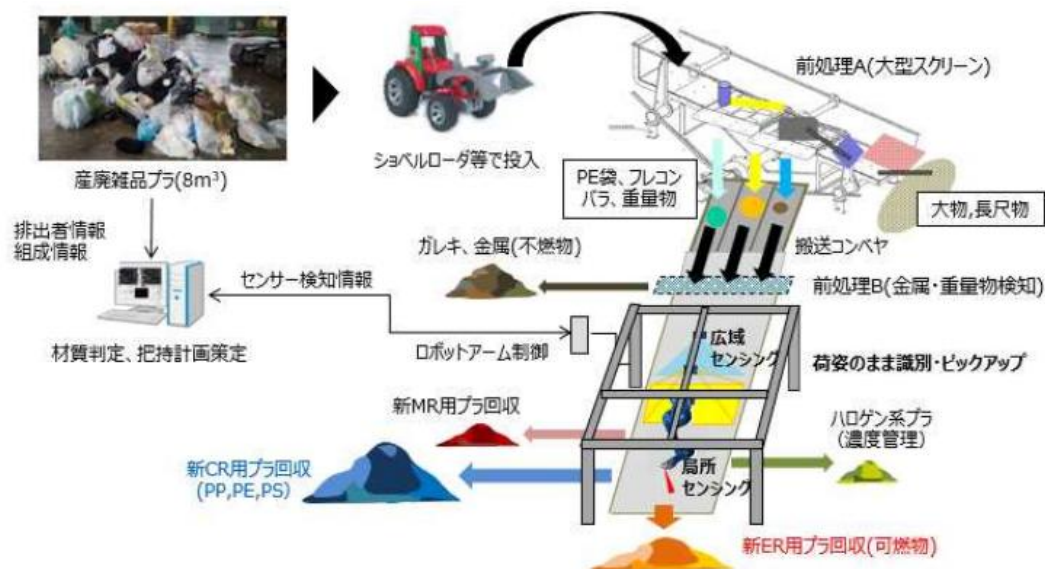 産廃雑品プラ(8m³)
ショベルローダ等で投入
前処理A(大型スクリーン)
PE袋、フレコン
バラ、重量物
大物,長尺物
搬送コンベヤ
排出者情報
組成情報
ガレキ、金属(不燃物)
前処理B(金属・重量物検知)
センサー検知情報
材質判定、把持計画策定
ロボットアーム制御
広域
センシング
荷姿のまま識別・ピックアップ
新MR用プラ回収
ハロゲン系プラ
(濃度管理)
新CR用プラ回収
(PP,PE,PS)
局所
センシング
新ER用プラ回収(可燃物)